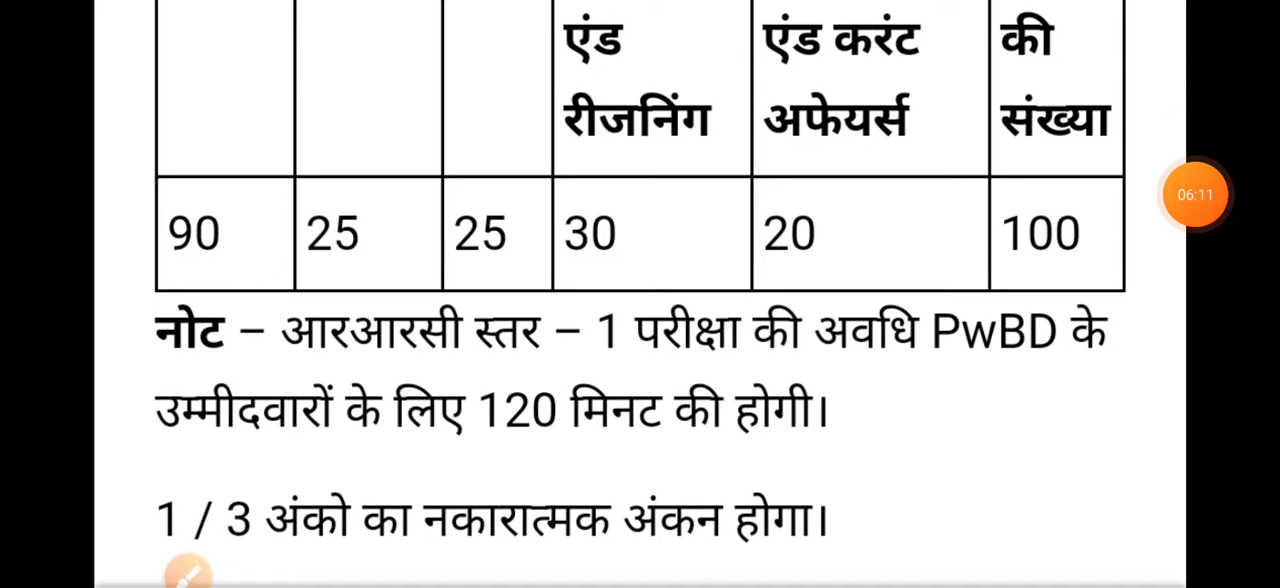 एंड एंड करंट की
रीजनिंग अफेयर्स संख्या
06:11
90 25 25 30 20 100
नोट – आरआरसी स्तर – 1 परीक्षा की अवधि PwBD के
उम्मीदवारों के लिए 120 मिनट की होगी।
1 / 3 अंको का नकारात्मक अंकन होगा।